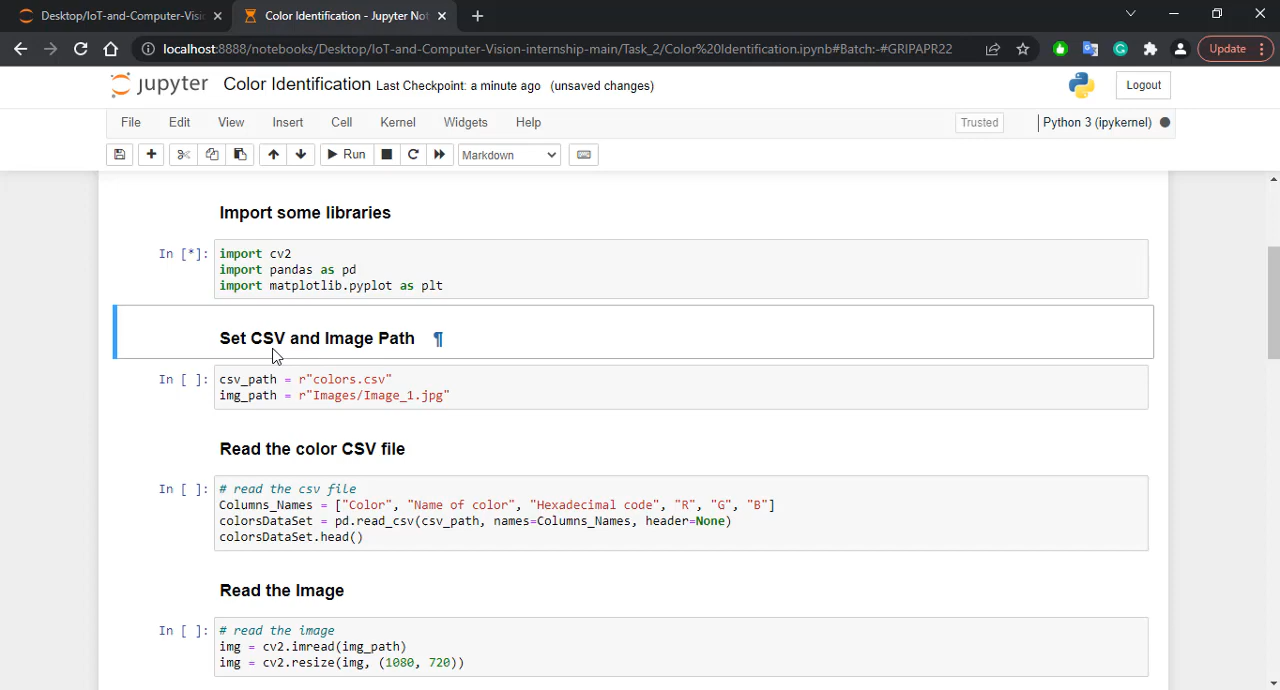 Desktop/IoT-and-Computer-Visi
Color Identification - Jupyter Not
localhost:8888/notebooks/Desktop/IoT-and-Computer-Vision-internship-main/Task_2/Color%20Identification.ipynb#Batch:-#GRIPAPR22
Update
jupyter Color Identification Last Checkpoint: a minute ago (unsaved changes)
Logout
File Edit View Insert Cell Kernel Widgets Help
Trusted
Python 3 (ipykernel)
Run
Markdown
Import some libraries
In [*]: import cv2
import pandas as pd
import matplotlib.pyplot as plt
Set CSV and Image Path ¶
In [ ]: csv_path = r"colors.csv"
img_path = r"Images/Image_1.jpg"
Read the color CSV file
In [ ]: # read the csv file
Columns_Names = ["Color", "Name of color", "Hexadecimal code", "R", "G", "B"]
colorsDataSet = pd.read_csv(csv_path, names=Columns_Names, header=None)
colorsDataSet.head()
Read the Image
In [ ]: # read the image
img = cv2.imread(img_path)
img = cv2.resize(img, (1080, 720))